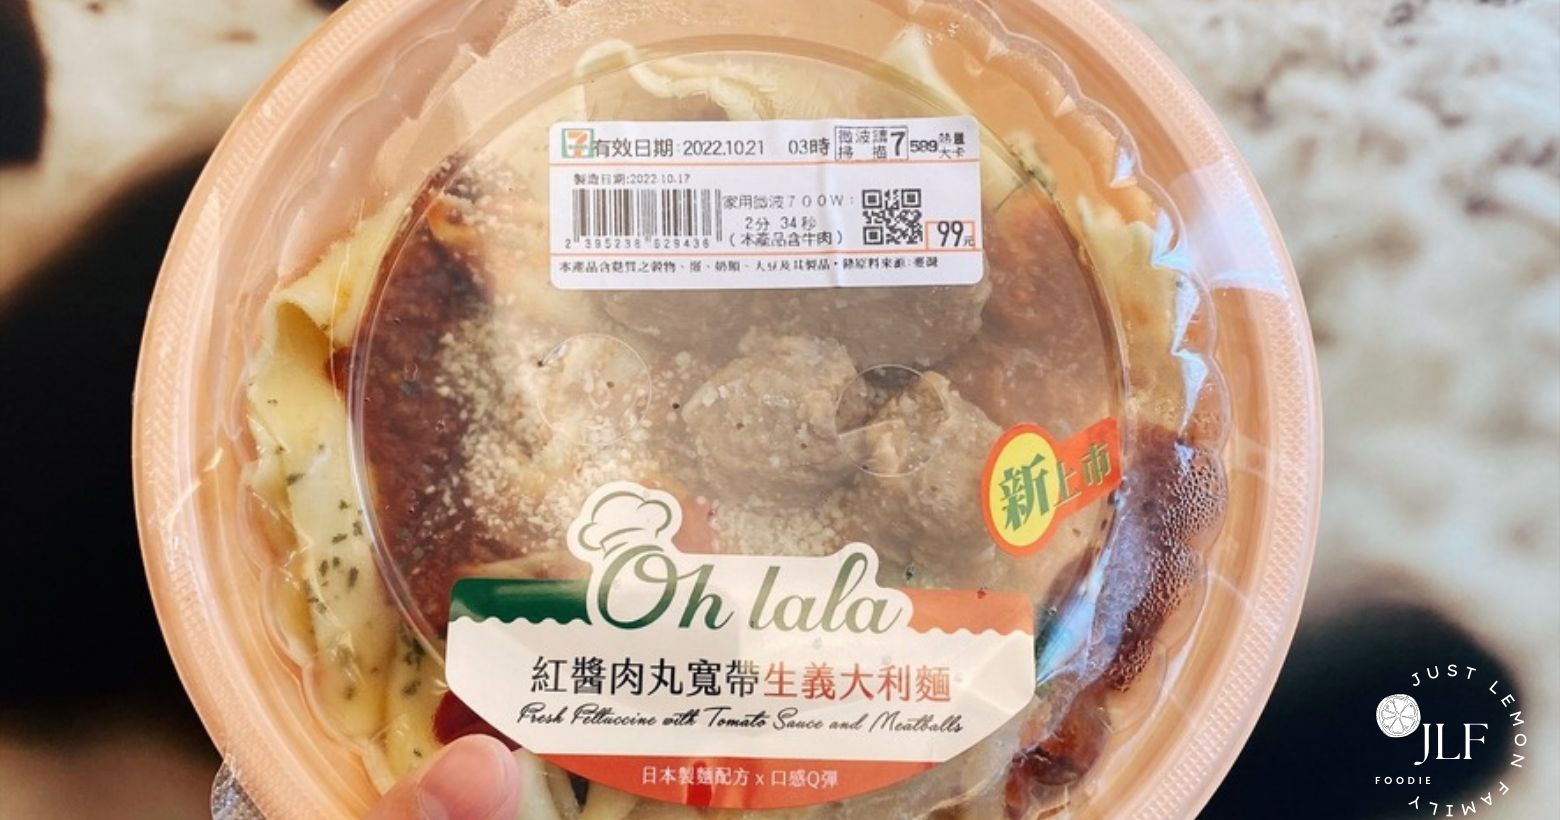 7 有效日期:2022.10.21 03時 微波請掃描 7 589 熱量大卡
製造日期:2022.10.17
家用微波700W:
2分 34秒
(本產品含牛肉)
2 395238 629436
99元
本產品含麩質之穀物、蛋、奶類、大豆及其製品・豬原料來源:臺灣
新上市
Oh lala
紅醬肉丸寬帶生義大利麵
Fresh Fettuccine with Tomato Sauce and Meatballs
日本製麵配方 x 口感Q彈
JUST LEMON FAMILY
JLF
FOODIE